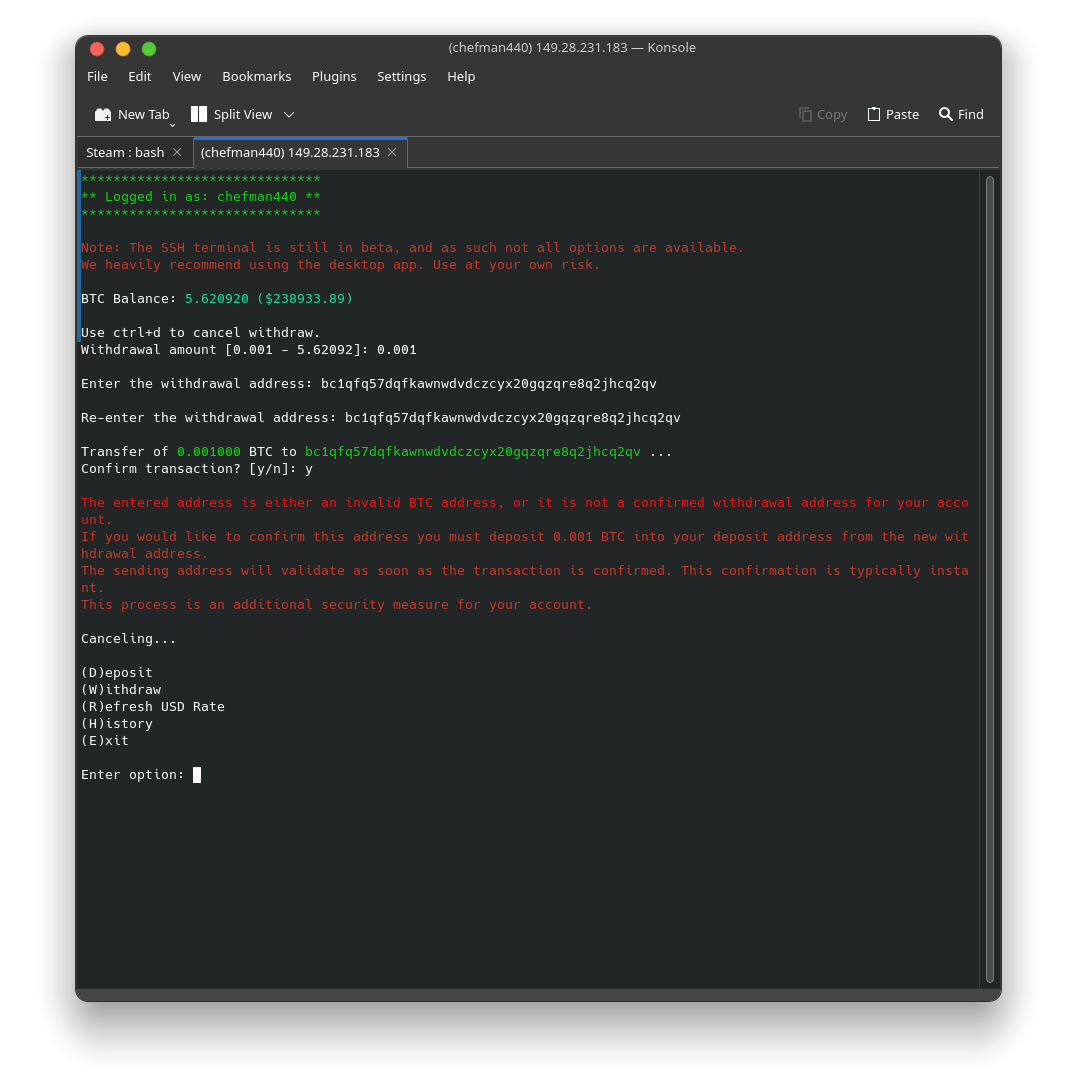 (chefman440) 149.28.231.183 — Konsole
File Edit View Bookmarks Plugins Settings Help
New Tab Split View Copy Paste Find
Steam : bash (chefman440) 149.28.231.183
******************************
** Logged in as: chefman440 **
******************************
Note: The SSH terminal is still in beta, and as such not all options are available.
We heavily recommend using the desktop app. Use at your own risk.
BTC Balance: 5.620920 ($238933.89)
Use ctrl+d to cancel withdraw.
Withdrawal amount [0.001 - 5.62092]: 0.001
Enter the withdrawal address: bc1qfq57dqfkawnwdvdczcyx20gqzqre8q2jhcq2qv
Re-enter the withdrawal address: bc1qfq57dqfkawnwdvdczcyx20gqzqre8q2jhcq2qv
Transfer of 0.001000 BTC to bc1qfq57dqfkawnwdvdczcyx20gqzqre8q2jhcq2qv ...
Confirm transaction? [y/n]: y
The entered address is either an invalid BTC address, or it is not a confirmed withdrawal address for your acco
unt.
If you would like to confirm this address you must deposit 0.001 BTC into your deposit address from the new wit
hdrawal address.
The sending address will validate as soon as the transaction is confirmed. This confirmation is typically insta
nt.
This process is an additional security measure for your account.
Canceling...
(D)eposit
(W)ithdraw
(R)efresh USD Rate
(H)istory
(E)xit
Enter option: